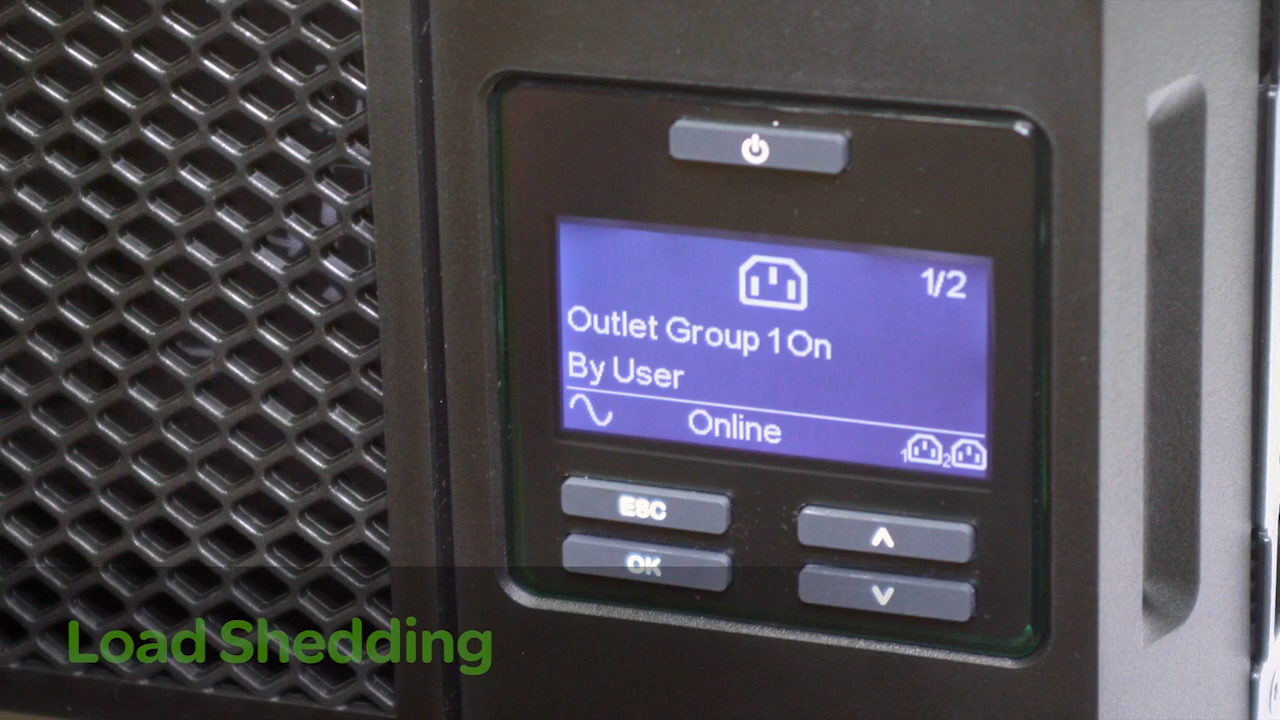 1/2
Outlet Group 1 On
By User
Online
1 2
ESC
OK
Load Shedding